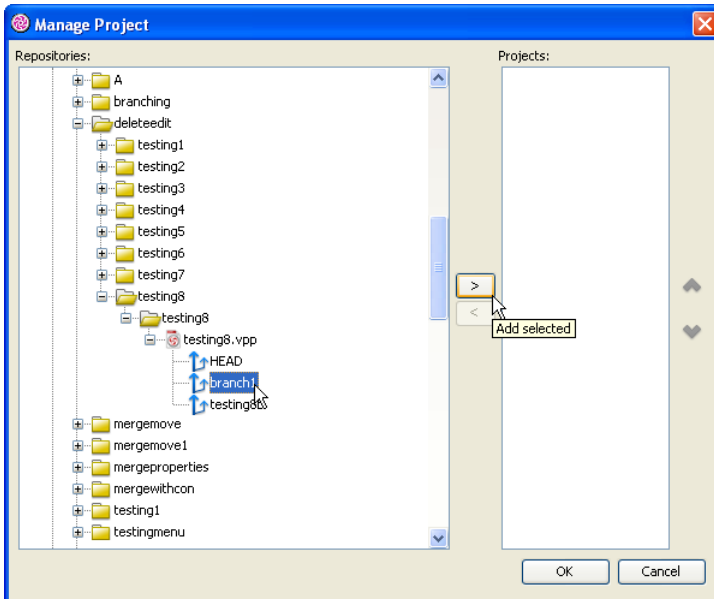 Manage Project
Repositories:
Projects:
A
branching
deleteedit
testing1
testing2
testing3
testing4
testing5
testing6
testing7
testing8
testing8
testing8.vpp
HEAD
branch1
mergemove
mergemove1
mergeproperties
mergewithcon
testing1
testingmenu
>
<
Add selected
OK
Cancel